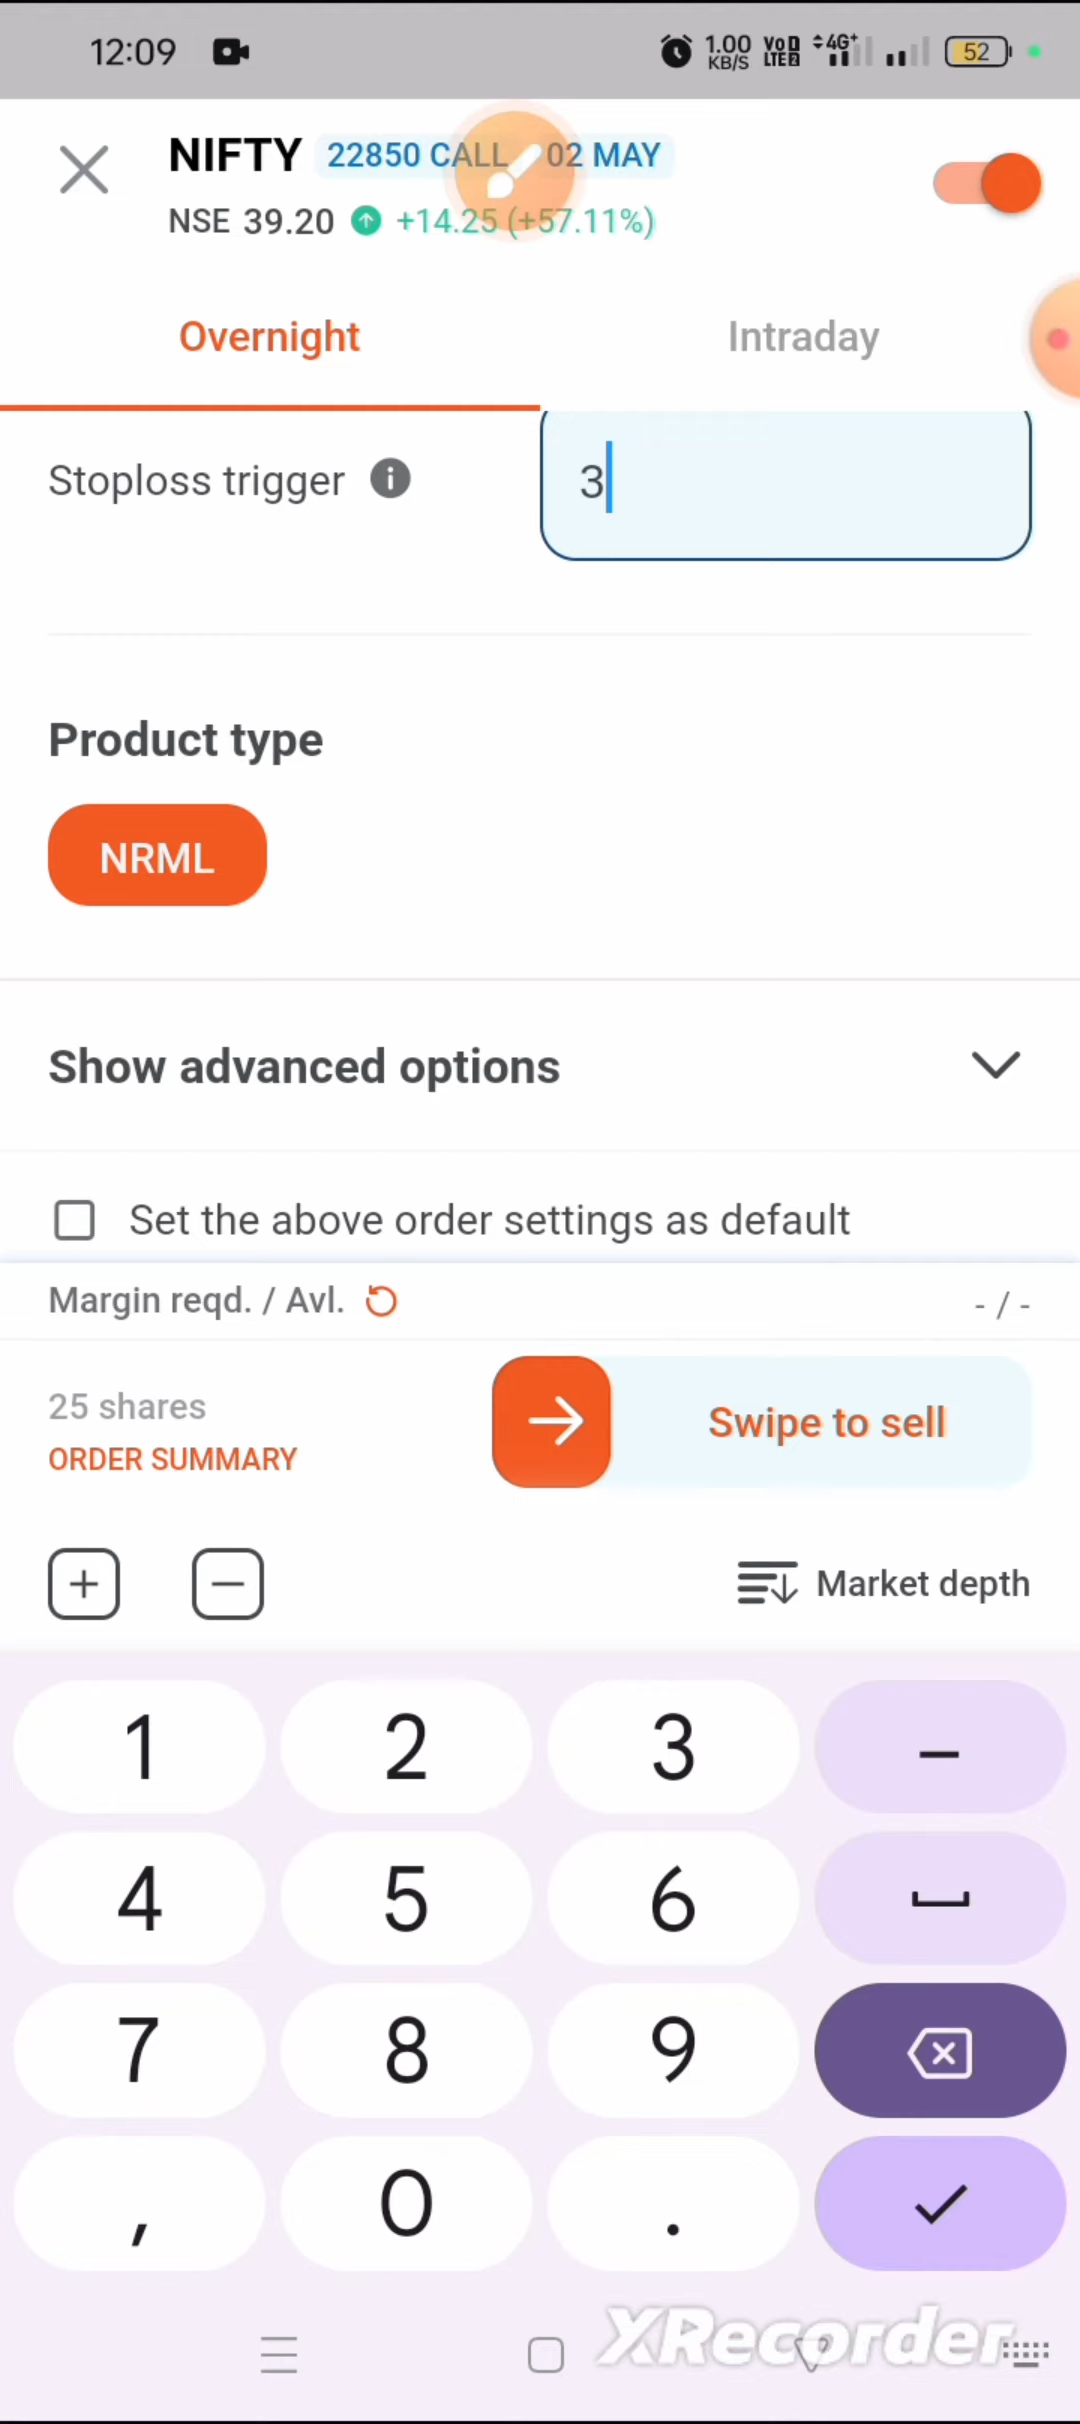 12:09 1.00 KB/S VoD LTE2 4G+ 52
NIFTY 22850 CALL 02 MAY
NSE 39.20 +14.25 (+57.11%)
Overnight Intraday
Stoploss trigger i 3
Product type
NRML
Show advanced options
Set the above order settings as default
Margin reqd. / Avl. - / -
25 shares
ORDER SUMMARY
Swipe to sell
+ − Market depth
1 2 3 –
4 5 6
7 8 9
, 0 .
XRecorder